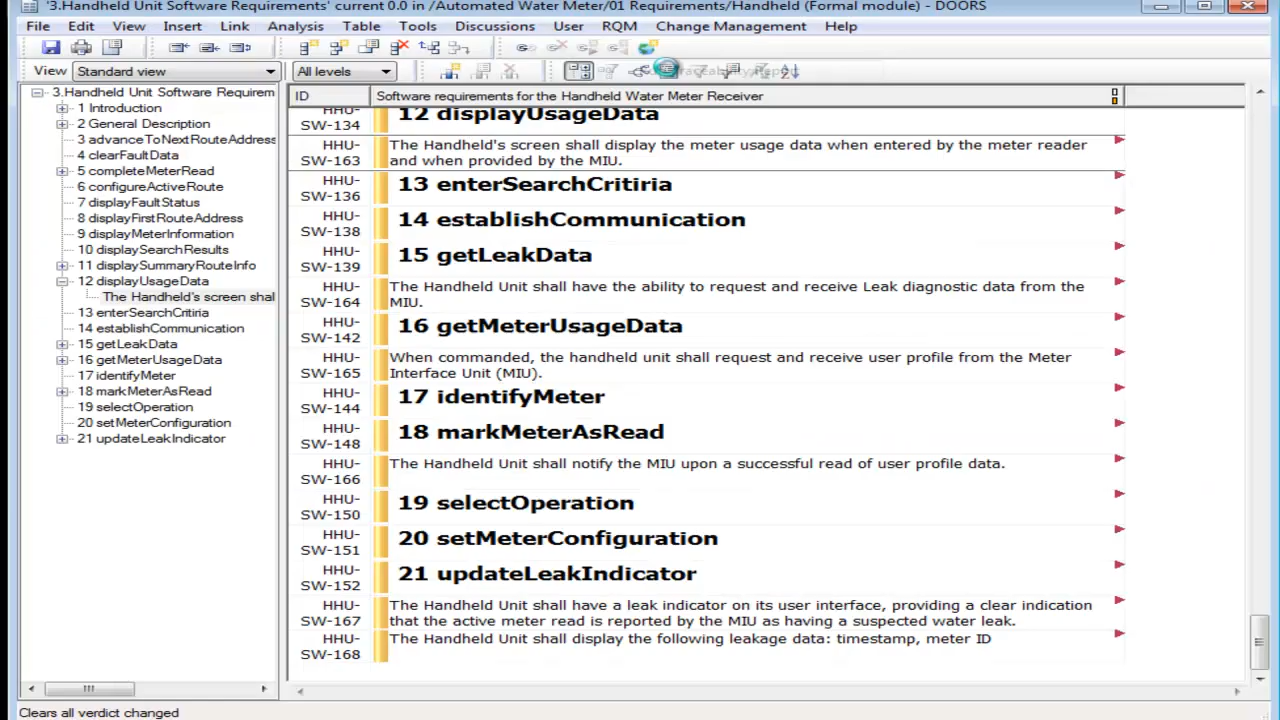 '3.Handheld Unit Software Requirements' current 0.0 in /Automated Water Meter/01 Requirements/Handheld (Formal module) - DOORS
File Edit View Insert Link Analysis Table Tools Discussions User RQM Change Management Help
View Standard view All levels
3.Handheld Unit Software Requirem
1 Introduction
2 General Description
3 advanceToNextRouteAddress
4 clearFaultData
5 completeMeterRead
6 configureActiveRoute
7 displayFaultStatus
8 displayFirstRouteAddress
9 displayMeterInformation
10 displaySearchResults
11 displaySummaryRouteInfo
12 displayUsageData
The Handheld's screen shal
13 enterSearchCritiria
14 establishCommunication
15 getLeakData
16 getMeterUsageData
17 identifyMeter
18 markMeterAsRead
19 selectOperation
20 setMeterConfiguration
21 updateLeakIndicator
ID Software requirements for the Handheld Water Meter Receiver
HHU-
SW-134
12 displayUsageData
HHU-
SW-163
The Handheld's screen shall display the meter usage data when entered by the meter reader
and when provided by the MIU.
HHU-
SW-136
13 enterSearchCritiria
HHU-
SW-138
14 establishCommunication
HHU-
SW-139
15 getLeakData
HHU-
SW-164
The Handheld Unit shall have the ability to request and receive Leak diagnostic data from the
MIU.
HHU-
SW-142
16 getMeterUsageData
HHU-
SW-165
When commanded, the handheld unit shall request and receive user profile from the Meter
Interface Unit (MIU).
HHU-
SW-144
17 identifyMeter
HHU-
SW-148
18 markMeterAsRead
HHU-
SW-166
The Handheld Unit shall notify the MIU upon a successful read of user profile data.
HHU-
SW-150
19 selectOperation
HHU-
SW-151
20 setMeterConfiguration
HHU-
SW-152
21 updateLeakIndicator
HHU-
SW-167
The Handheld Unit shall have a leak indicator on its user interface, providing a clear indication
that the active meter read is reported by the MIU as having a suspected water leak.
HHU-
SW-168
The Handheld Unit shall display the following leakage data: timestamp, meter ID
Clears all verdict changed